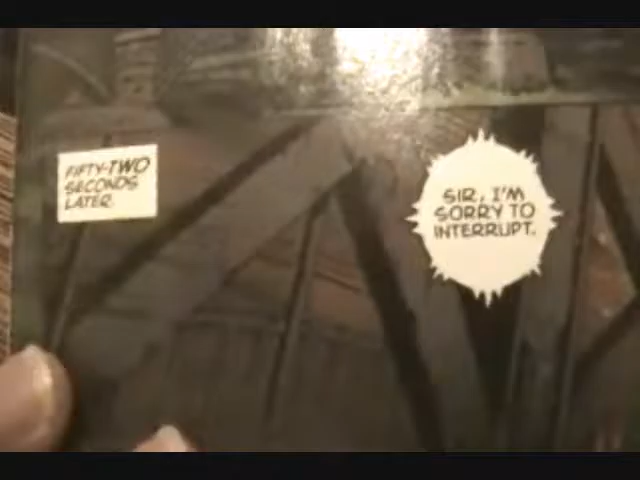 FIFTY-TWO
SECONDS
LATER.
SIR, I'M
SORRY TO
INTERRUPT.